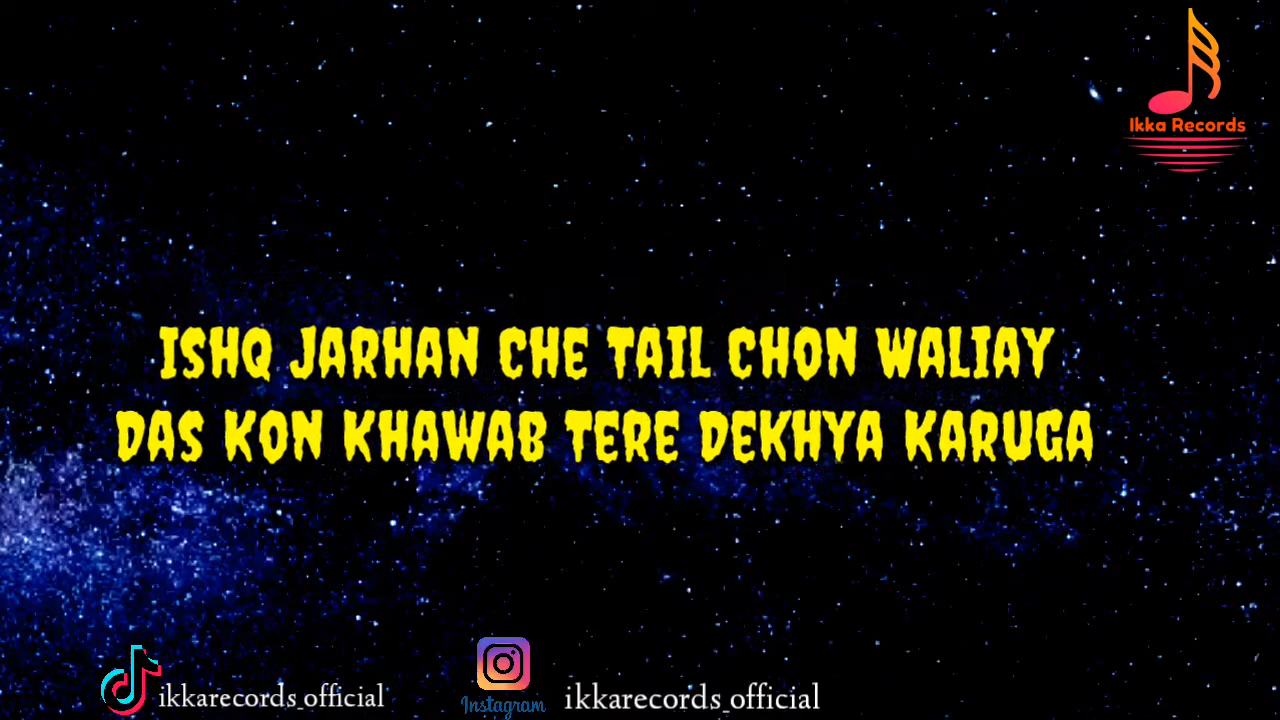 Ikka Records
ISHQ JARHAN CHE TAIL CHON WALIAY
DAS KON KHAWAB TERE DEKHYA KARUGA
ikkarecords_official
Instagram ikkarecords_official